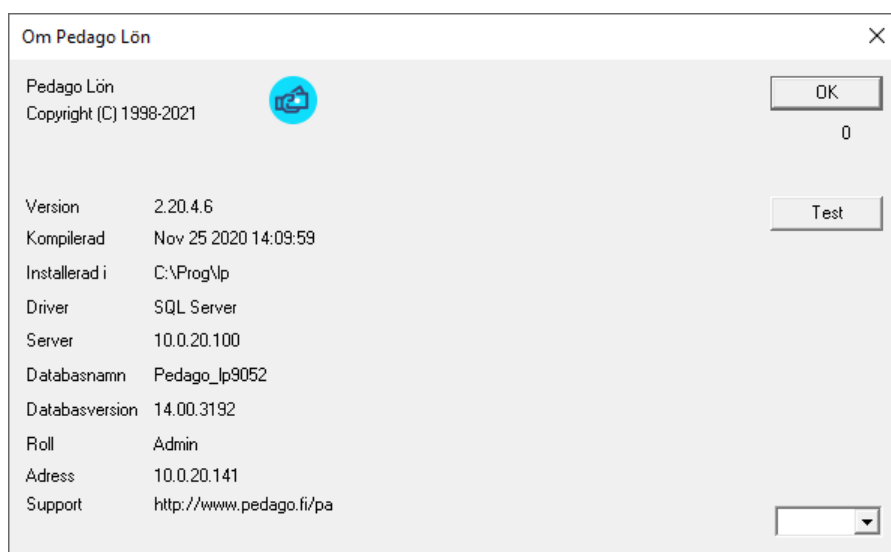 Om Pedago Lön
Pedago Lön
Copyright (C) 1998-2021
OK
0
Version 2.20.4.6
Test
Kompilerad Nov 25 2020 14:09:59
Installerad i C:\Prog\lp
Driver SQL Server
Server 10.0.20.100
Databasnamn Pedago_lp9052
Databasversion 14.00.3192
Roll Admin
Adress 10.0.20.141
Support http://www.pedago.fi/pa